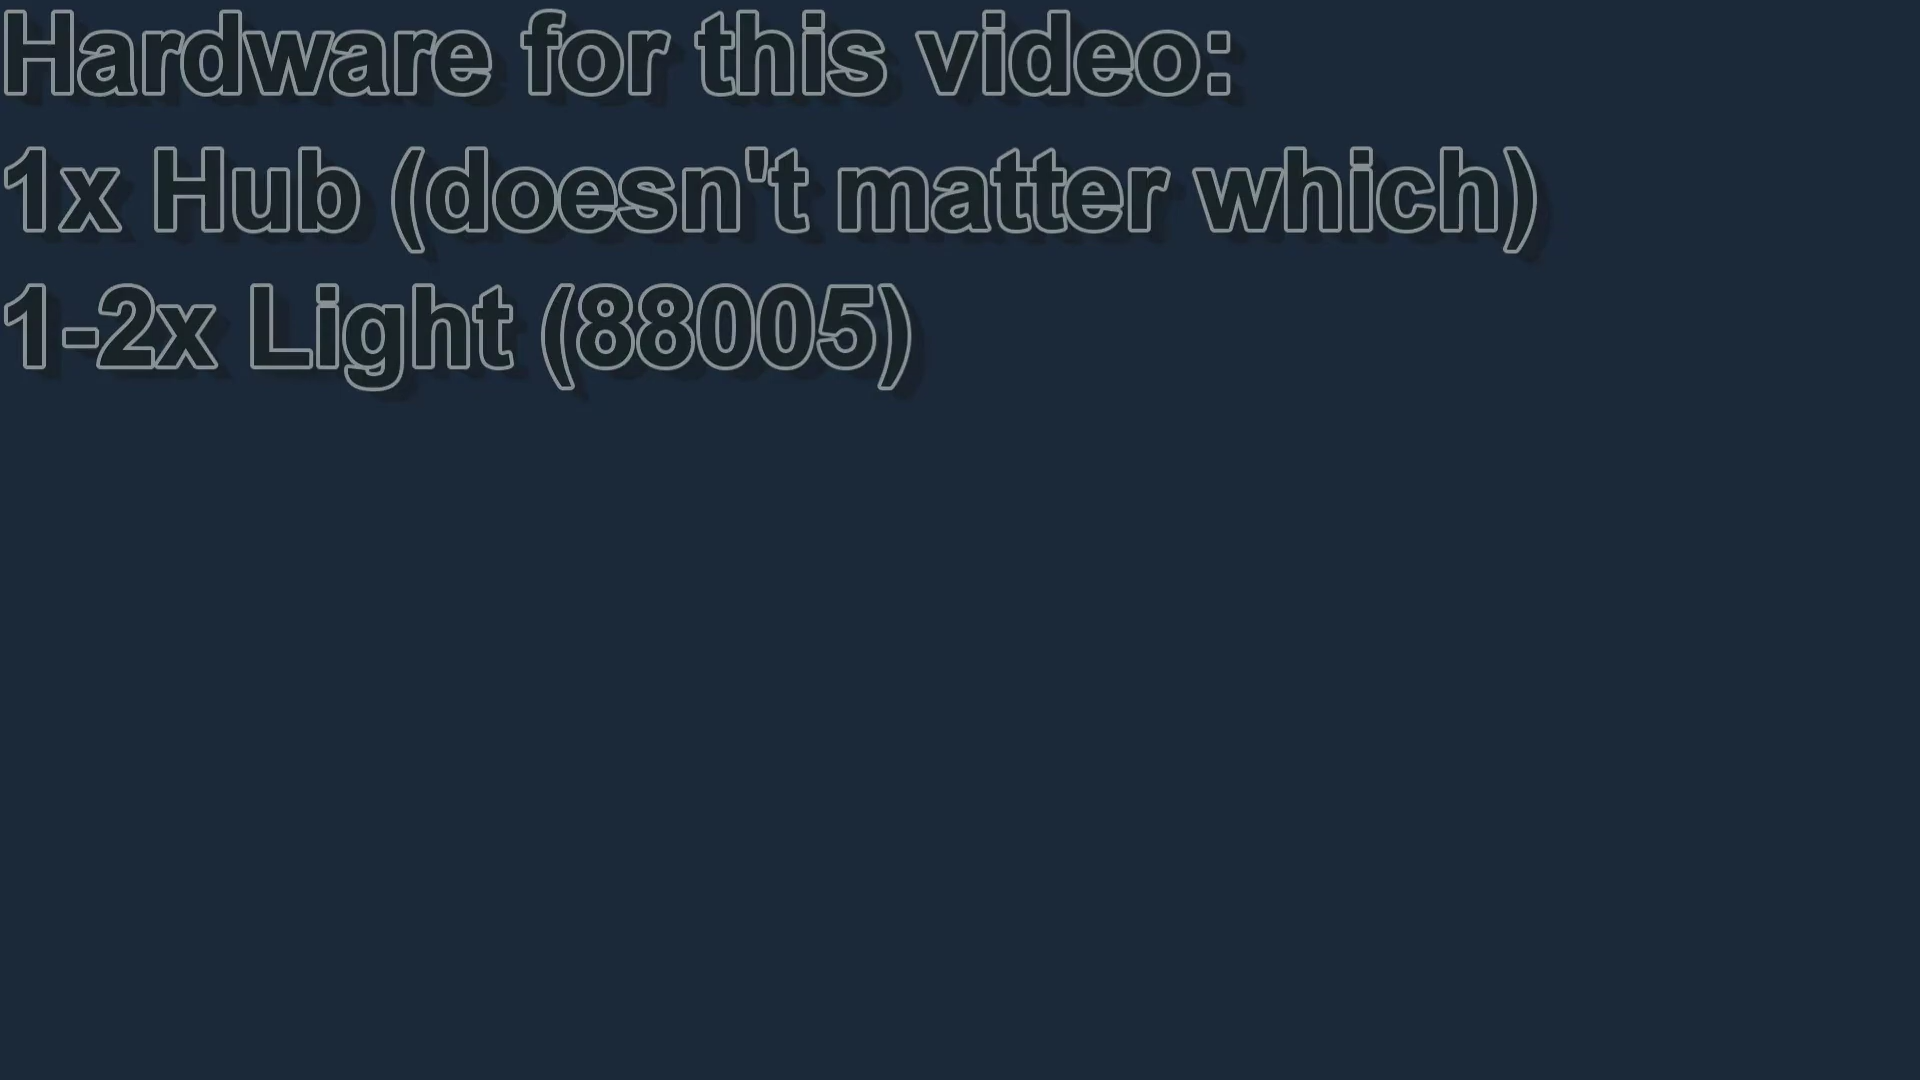 Hardware for this video:
1x Hub (doesn't matter which)
1-2x Light (88005)